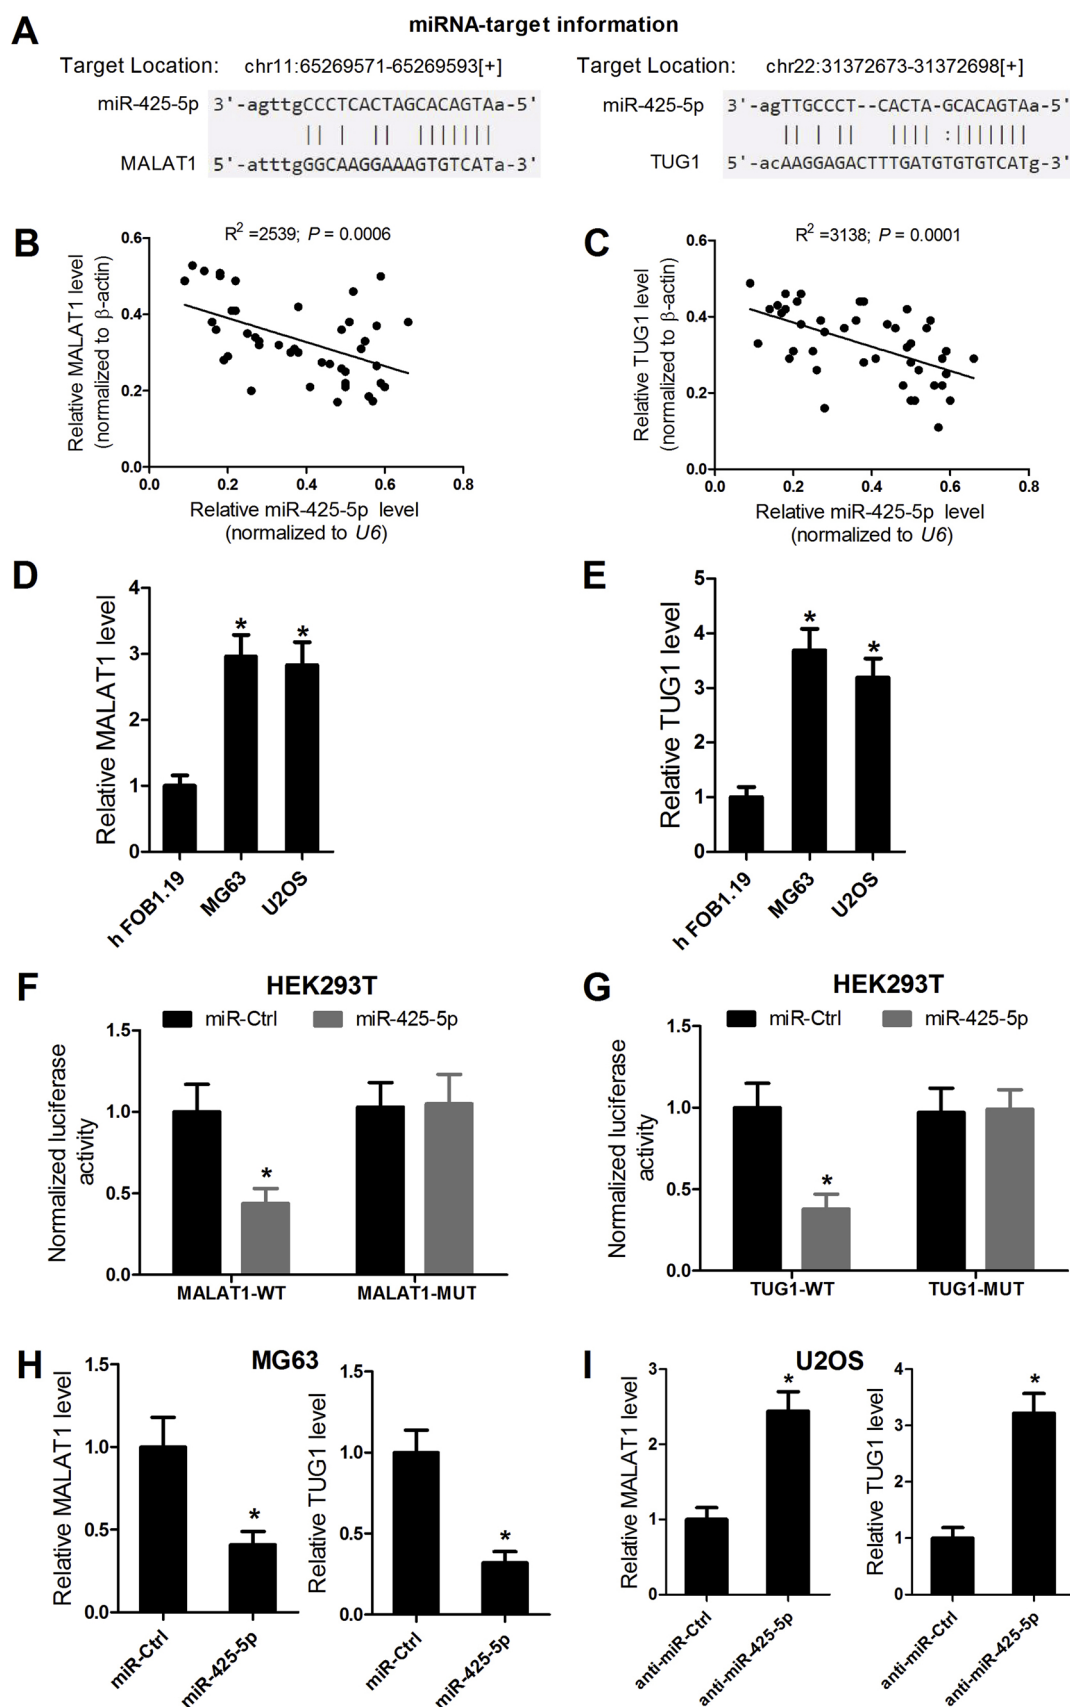 A
miRNA-target information
Target Location: chr11:65269571-65269593[+]
miR-425-5p 3'-agttgCCCTCACTAGCACAGTAa-5'
|| | || |||||||
MALAT1 5'-atttgGGCAAGGAAAGTGTCATa-3'
Target Location: chr22:31372673-31372698[+]
miR-425-5p 3'-agTTGCCCT--CACTA-GCACAGTAa-5'
|| | || |||| :|||||||
TUG1 5'-acAAGGAGACTTTGATGTGTGTCATg-3'
B
R2 =2539; P = 0.0006
Relative MALAT1 level
(normalized to β-actin)
0.6
0.4
0.2
0.0
0.0 0.2 0.4 0.6 0.8
Relative miR-425-5p level
(normalized to U6)
C
R2 =3138; P = 0.0001
Relative TUG1 level
(normalized to β-actin)
0.6
0.4
0.2
0.0
0.0 0.2 0.4 0.6 0.8
Relative miR-425-5p level
(normalized to U6)
D
Relative MALAT1 level
4
3
2
1
0
* *
h FOB1.19 MG63 U2OS
E
Relative TUG1 level
5
4
3
2
1
0
* *
h FOB1.19 MG63 U2OS
F
HEK293T
miR-Ctrl miR-425-5p
Normalized luciferase
activity
1.5
1.0
0.5
0.0
*
MALAT1-WT MALAT1-MUT
G
HEK293T
miR-Ctrl miR-425-5p
Normalized luciferase
activity
1.5
1.0
0.5
0.0
*
TUG1-WT TUG1-MUT
H
MG63
Relative MALAT1 level
1.5
1.0
0.5
0.0
*
miR-Ctrl miR-425-5p
Relative TUG1 level
1.5
1.0
0.5
0.0
*
miR-Ctrl miR-425-5p
I
U2OS
Relative MALAT1 level
3
2
1
0
*
anti-miR-Ctrl anti-miR-425-5p
Relative TUG1 level
4
3
2
1
0
*
anti-miR-Ctrl anti-miR-425-5p